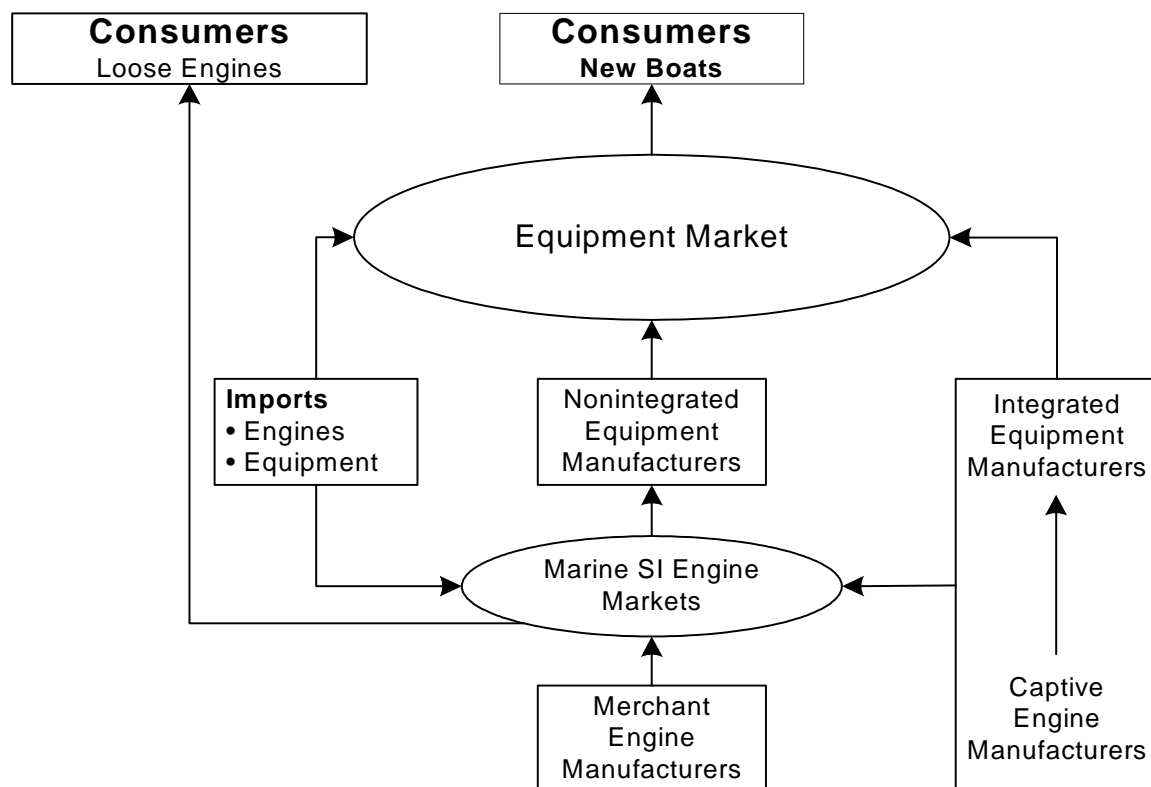 Consumers
Loose Engines
Consumers
New Boats
Equipment Market
Imports
• Engines
• Equipment
Nonintegrated
Equipment
Manufacturers
Integrated
Equipment
Manufacturers
Marine SI Engine
Markets
Merchant
Engine
Manufacturers
Captive
Engine
Manufacturers